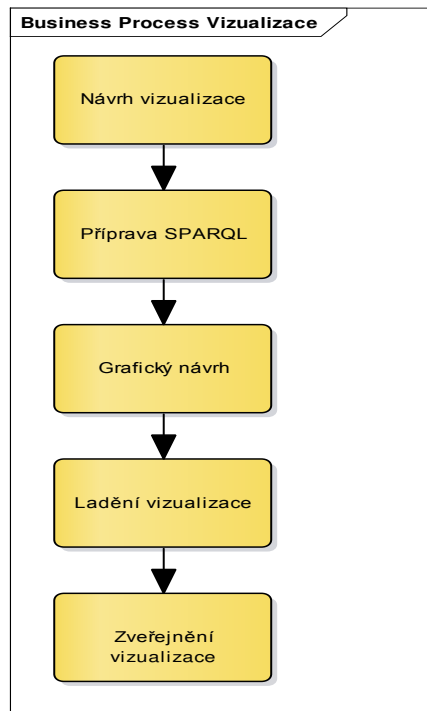 Business Process Vizualizace
Návrh vizualizace
Příprava SPARQL
Grafický návrh
Ladění vizualizace
Zveřejnění
vizualizace